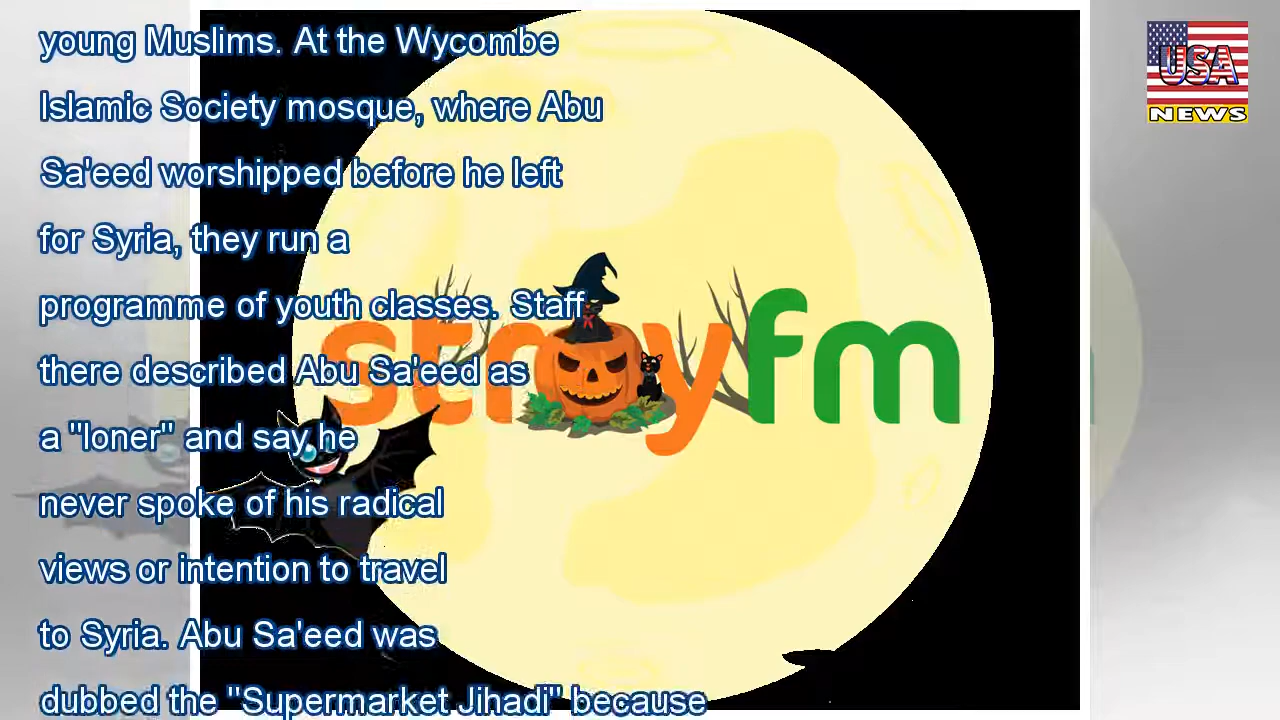 young Muslims. At the Wycombe
Islamic Society mosque, where Abu
Sa'eed worshipped before he left
for Syria, they run a
programme of youth classes. Staff
there described Abu Sa'eed as
a "loner" and say he
never spoke of his radical
views or intention to travel
to Syria. Abu Sa'eed was
dubbed the "Supermarket Jihadi" because
strayfm
USA
NEWS